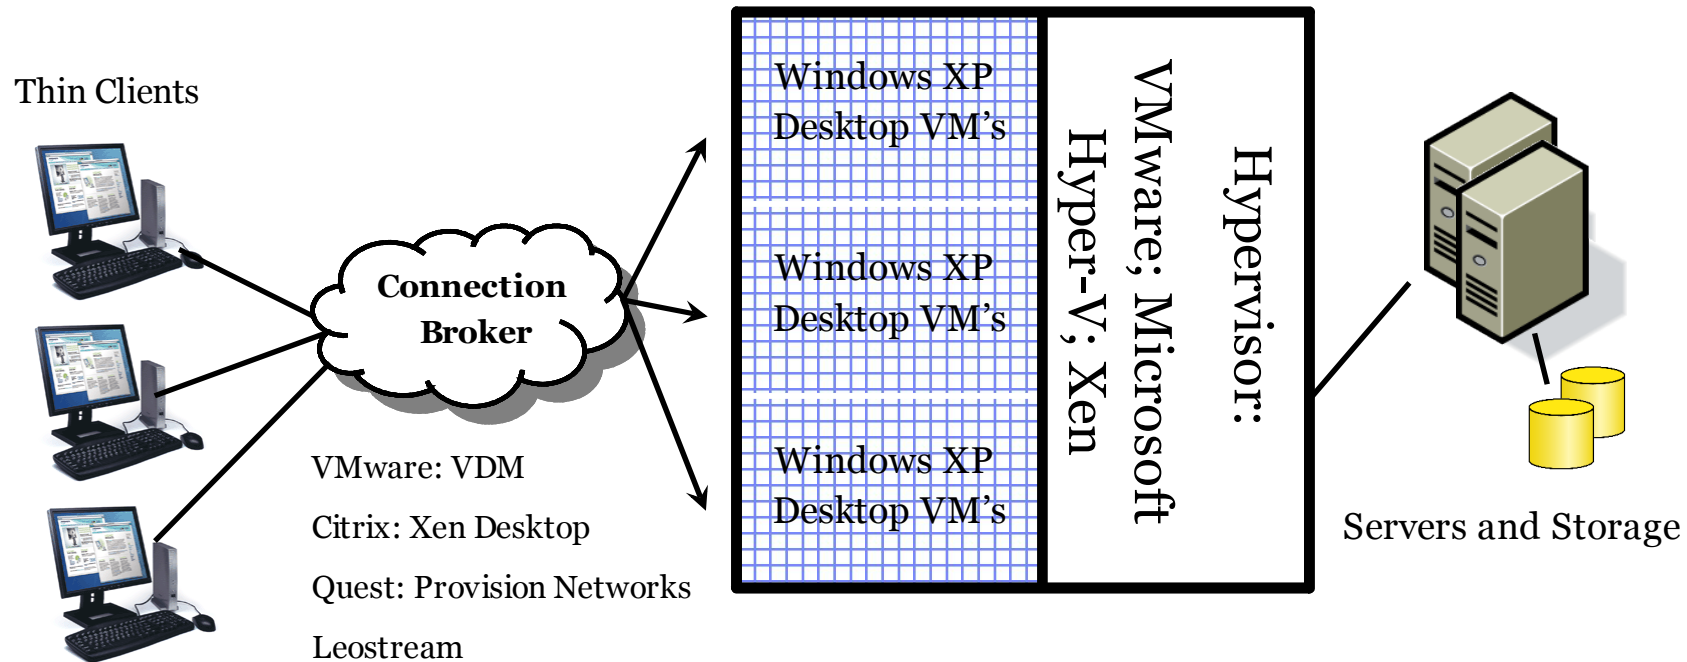 Thin Clients
Connection
Broker
VMware: VDM
Citrix: Xen Desktop
Quest: Provision Networks
Leostream
Windows XP
Desktop VM’s
Windows XP
Desktop VM’s
Windows XP
Desktop VM’s
Hypervisor:
VMware; Microsoft
Hyper-V; Xen
Servers and Storage